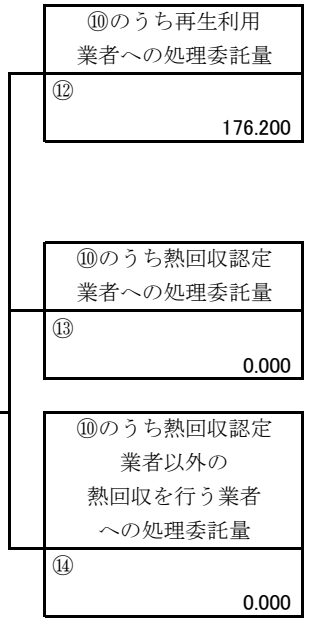 ⑩のうち再生利用
業者への処理委託量
⑫
176.200
⑩のうち熱回収認定
業者への処理委託量
⑬
0.000
⑩のうち熱回収認定
業者以外の
熱回収を行う業者
への処理委託量
⑭
0.000